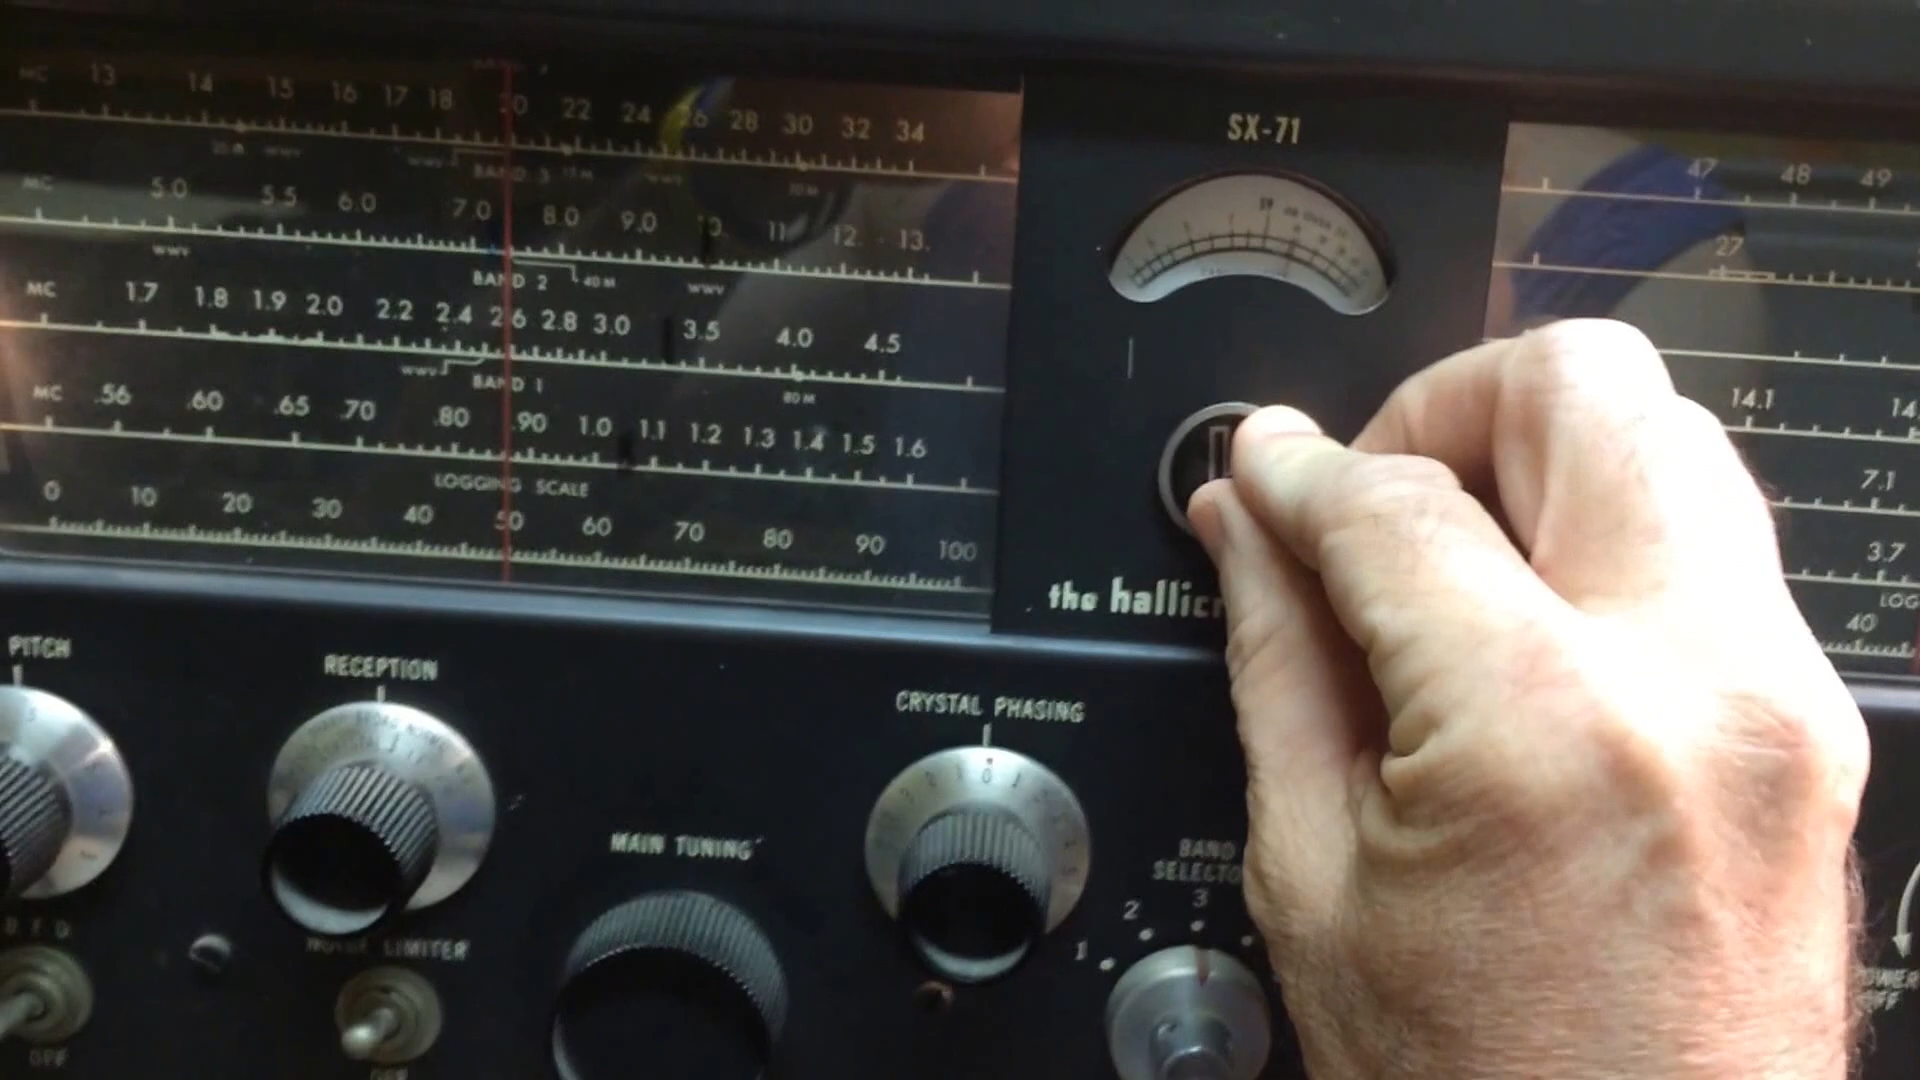 MC 13 14 15 16 17 18 20 22 24 26 28 30 32 34
WWV
BAND 3
MC 5.0 5.5 6.0 7.0 8.0 9.0 10. 11. 12. 13.
WWV
BAND 2 40 M WWV
MC 1.7 1.8 1.9 2.0 2.2 2.4 2.6 2.8 3.0 3.5 4.0 4.5
WWV BAND 1 80 M
MC .56 .60 .65 .70 .80 .90 1.0 1.1 1.2 1.3 1.4 1.5 1.6
LOGGING SCALE
0 10 20 30 40 50 60 70 80 90 100
SX-71
the hallicr
47 48 49
27
14.1 14.
7.1
3.7
LOG
40
PITCH
RECEPTION
CRYSTAL PHASING
MAIN TUNING
BAND
SELECTO
1 2 3
B.F.O
OFF
NOISE LIMITER
OFF
POWER
OFF